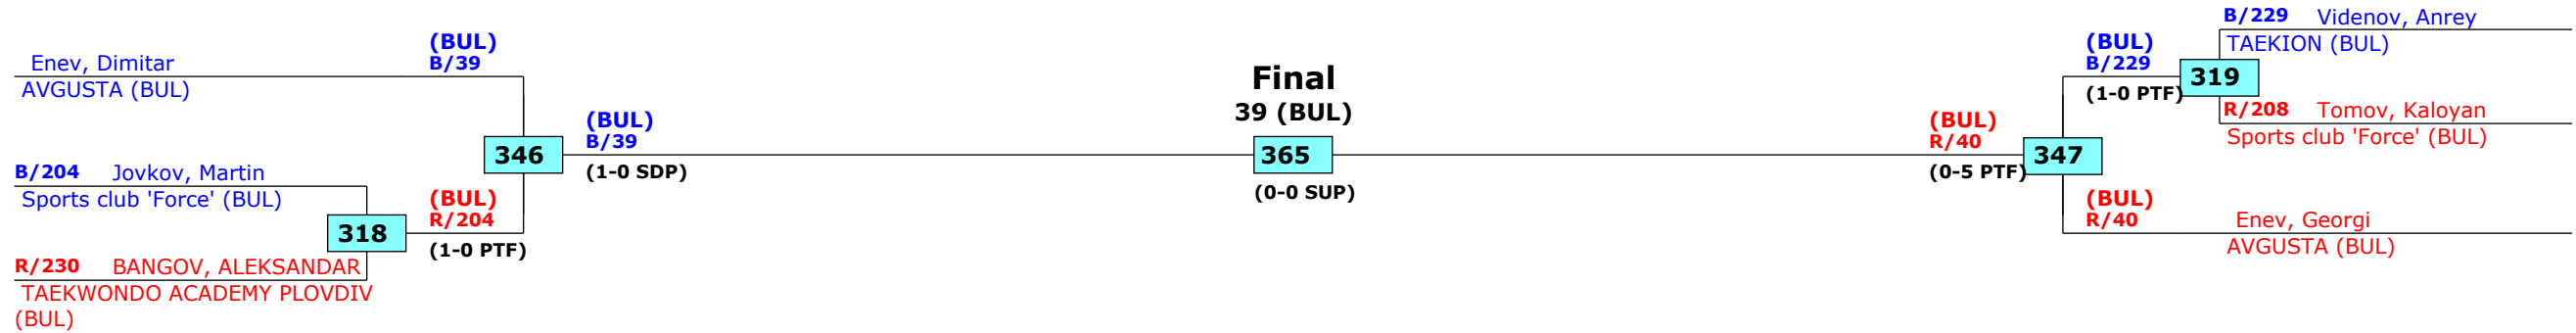 (BUL)
Enev, Dimitar
B/39
AVGUSTA (BUL)
(BUL)
B/39
346
(1-0 SDP)
B/204 Jovkov, Martin
Sports club 'Force' (BUL)
(BUL)
R/204
318
(1-0 PTF)
R/230 BANGOV, ALEKSANDAR
TAEKWONDO ACADEMY PLOVDIV
(BUL)
Final
39 (BUL)
365
(0-0 SUP)
B/229 Videnov, Anrey
TAEKION (BUL)
(BUL)
B/229
319
(1-0 PTF)
R/208 Tomov, Kaloyan
Sports club 'Force' (BUL)
(BUL)
R/40
347
(0-5 PTF)
(BUL)
R/40
Enev, Georgi
AVGUSTA (BUL)